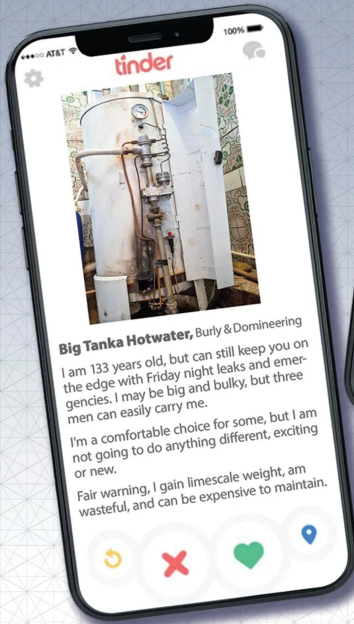 AT&T
100%
tinder
Big Tanka Hotwater, Burly & Domineering
I am 133 years old, but can still keep you on
the edge with Friday night leaks and emer-
gencies. I may be big and bulky, but three
men can easily carry me.
I'm a comfortable choice for some, but I am
not going to do anything different, exciting
or new.
Fair warning, I gain limescale weight, am
wasteful, and can be expensive to maintain.